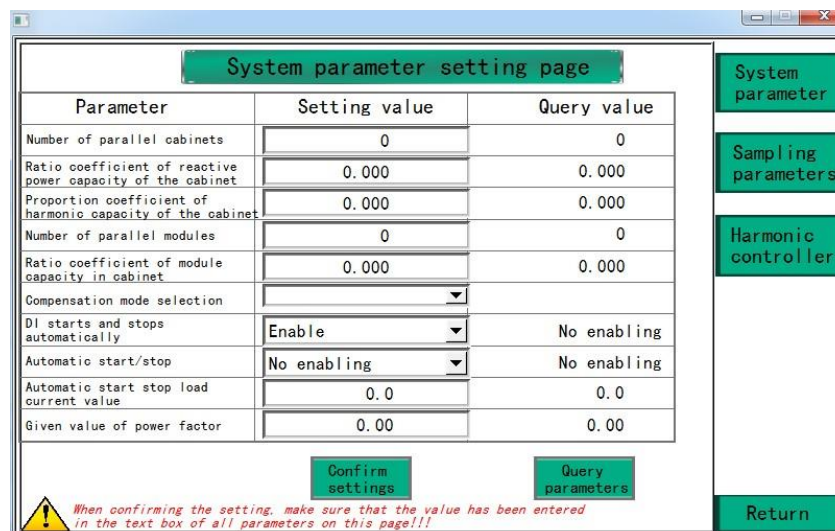 System parameter setting page
Parameter Setting value Query value
Number of parallel cabinets 0 0
Ratio coefficient of reactive
power capacity of the cabinet 0.000 0.000
Proportion coefficient of
harmonic capacity of the cabinet 0.000 0.000
Number of parallel modules 0 0
Ratio coefficient of module
capacity in cabinet 0.000 0.000
Compensation mode selection
DI starts and stops
automatically Enable No enabling
Automatic start/stop No enabling No enabling
Automatic start stop load
current value 0.0 0.0
Given value of power factor 0.00 0.00
Confirm
settings
Query
parameters
When confirming the setting, make sure that the value has been entered
in the text box of all parameters on this page!!!
System
parameter
Sampling
parameters
Harmonic
controller
Return